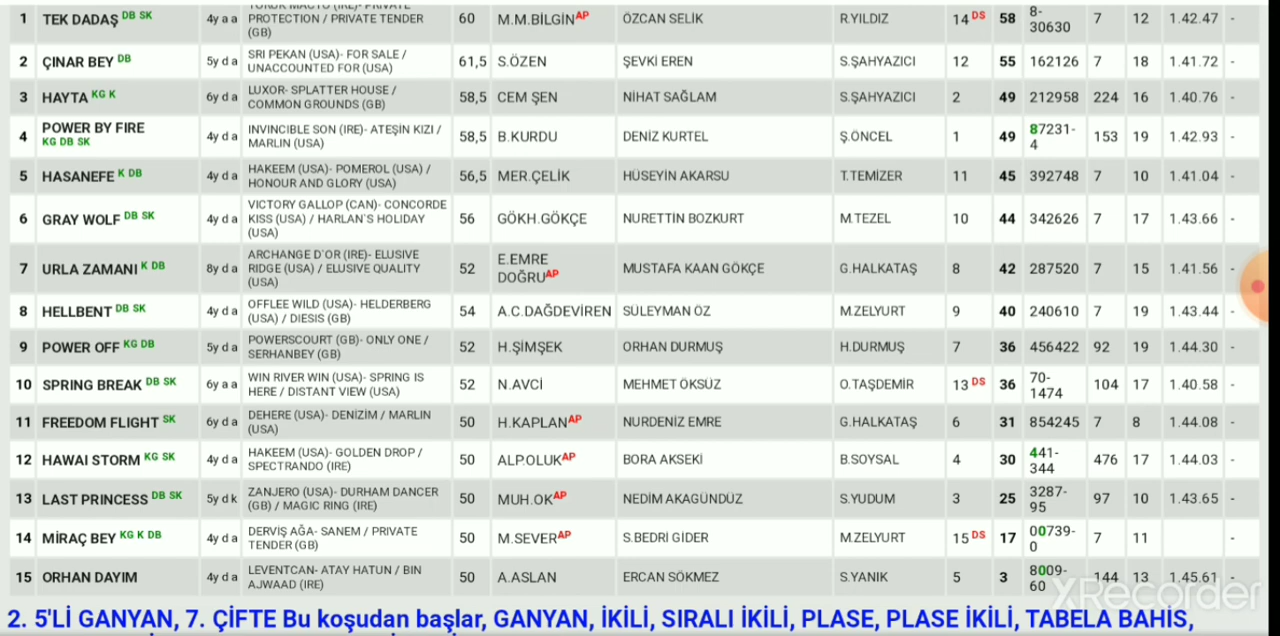 1 TEK DADAŞ DB SK 4y a a PROTECTION / PRIVATE TENDER (GB) 60 M.M.BİLGİN AP ÖZCAN SELİK R.YILDIZ 14 DS 58 8-30630 7 12 1.42.47 -
2 ÇINAR BEY DB 5y d a SRI PEKAN (USA)- FOR SALE / UNACCOUNTED FOR (USA) 61,5 S.ÖZEN ŞEVKİ EREN S.ŞAHYAZICI 12 55 162126 7 18 1.41.72 -
3 HAYTA KG K 6y d a LUXOR- SPLATTER HOUSE / COMMON GROUNDS (GB) 58,5 CEM ŞEN NİHAT SAĞLAM S.ŞAHYAZICI 2 49 212958 224 16 1.40.76 -
4 POWER BY FIRE KG DB SK 4y d a INVINCIBLE SON (IRE)- ATEŞİN KIZI / MARLIN (USA) 58,5 B.KURDU DENİZ KURTEL Ş.ÖNCEL 1 49 87231-4 153 19 1.42.93 -
5 HASANEFE K DB 4y d a HAKEEM (USA)- POMEROL (USA) / HONOUR AND GLORY (USA) 56,5 MER.ÇELİK HÜSEYİN AKARSU T.TEMİZER 11 45 392748 7 10 1.41.04 -
6 GRAY WOLF DB SK 4y d a VICTORY GALLOP (CAN)- CONCORDE KISS (USA) / HARLAN`S HOLIDAY (USA) 56 GÖKH.GÖKÇE NURETTİN BOZKURT M.TEZEL 10 44 342626 7 17 1.43.66 -
7 URLA ZAMANI K DB 8y d a ARCHANGE D'OR (IRE)- ELUSIVE RIDGE (USA) / ELUSIVE QUALITY (USA) 52 E.EMRE DOĞRU AP MUSTAFA KAAN GÖKÇE G.HALKATAŞ 8 42 287520 7 15 1.41.56 -
8 HELLBENT DB SK 4y d a OFFLEE WILD (USA)- HELDERBERG (USA) / DIESIS (GB) 54 A.C.DAĞDEVİREN SÜLEYMAN ÖZ M.ZELYURT 9 40 240610 7 19 1.43.44 -
9 POWER OFF KG DB 5y d a POWERSCOURT (GB)- ONLY ONE / SERHANBEY (GB) 52 H.ŞİMŞEK ORHAN DURMUŞ H.DURMUŞ 7 36 456422 92 19 1.44.30 -
10 SPRING BREAK DB SK 6y a a WIN RIVER WIN (USA)- SPRING IS HERE / DISTANT VIEW (USA) 52 N.AVCİ MEHMET ÖKSÜZ O.TAŞDEMİR 13 DS 36 70-1474 104 17 1.40.58 -
11 FREEDOM FLIGHT SK 6y d a DEHERE (USA)- DENİZİM / MARLIN (USA) 50 H.KAPLAN AP NURDENİZ EMRE G.HALKATAŞ 6 31 854245 7 8 1.44.08 -
12 HAWAI STORM KG SK 4y d a HAKEEM (USA)- GOLDEN DROP / SPECTRANDO (IRE) 50 ALP.OLUK AP BORA AKSEKİ B.SOYSAL 4 30 441-344 476 17 1.44.03 -
13 LAST PRINCESS DB SK 5y d k ZANJERO (USA)- DURHAM DANCER (GB) / MAGIC RING (IRE) 50 MUH.OK AP NEDİM AKAGÜNDÜZ S.YUDUM 3 25 3287-95 97 10 1.43.65 -
14 MİRAÇ BEY KG K DB 4y d a DERVİŞ AĞA- SANEM / PRIVATE TENDER (GB) 50 M.SEVER AP S.BEDRİ GİDER M.ZELYURT 15 DS 17 00739-0 7 11 -
15 ORHAN DAYIM 4y d a LEVENTCAN- ATAY HATUN / BIN AJWAAD (IRE) 50 A.ASLAN ERCAN SÖKMEZ S.YANIK 5 3 8009-60 144 13 1.45.61 -
XRecorder
2. 5'Lİ GANYAN, 7. ÇİFTE Bu koşudan başlar, GANYAN, İKİLİ, SIRALI İKİLİ, PLASE, PLASE İKİLİ, TABELA BAHİS,